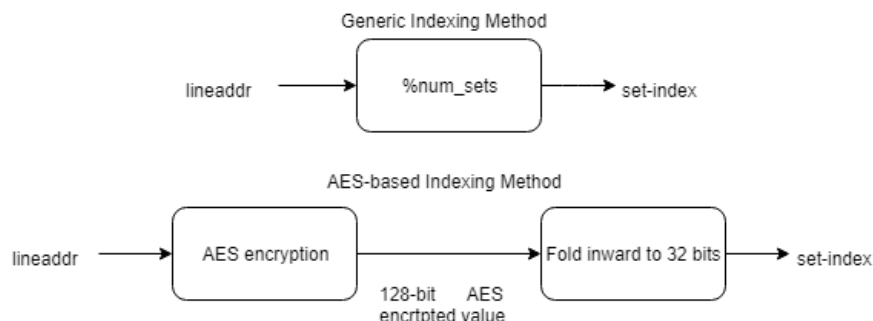 Generic Indexing Method
lineaddr
%num_sets
set-index
AES-based Indexing Method
lineaddr
AES encryption
Fold inward to 32 bits
set-index
128-bit AES
encrtpted value